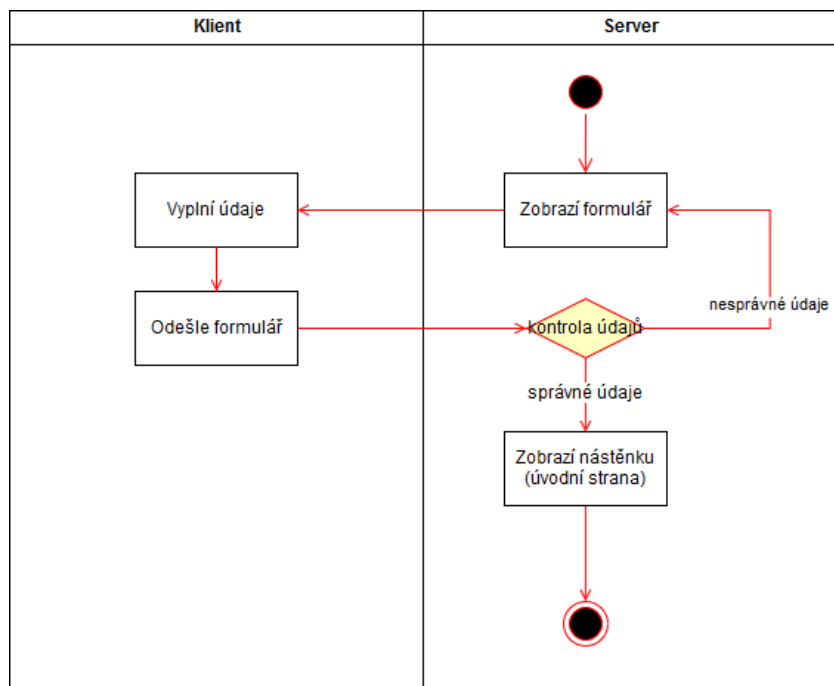 Klient
Server
Vyplní údaje
Zobrazí formulář
Odešle formulář
kontrola údajů
nesprávné údaje
správné údaje
Zobrazí nástěnku
(úvodní strana)